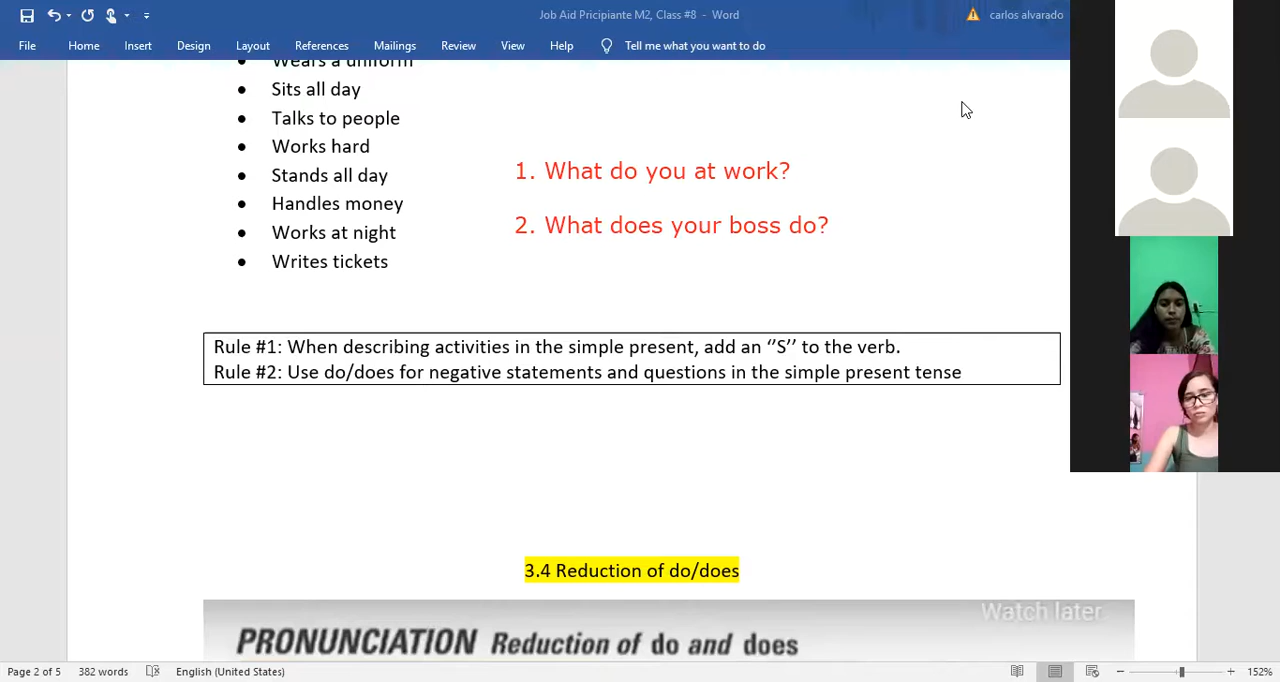 Job Aid Pricipiante M2, Class #8 - Word
carlos alvarado
File Home Insert Design Layout References Mailings Review View Help Tell me what you want to do
Wears a uniform
Sits all day
Talks to people
Works hard
Stands all day
Handles money
Works at night
Writes tickets
1. What do you at work?
2. What does your boss do?
Rule #1: When describing activities in the simple present, add an ‘’S’’ to the verb.
Rule #2: Use do/does for negative statements and questions in the simple present tense
3.4 Reduction of do/does
Watch later
PRONUNCIATION Reduction of do and does
Page 2 of 5 382 words English (United States) 152%